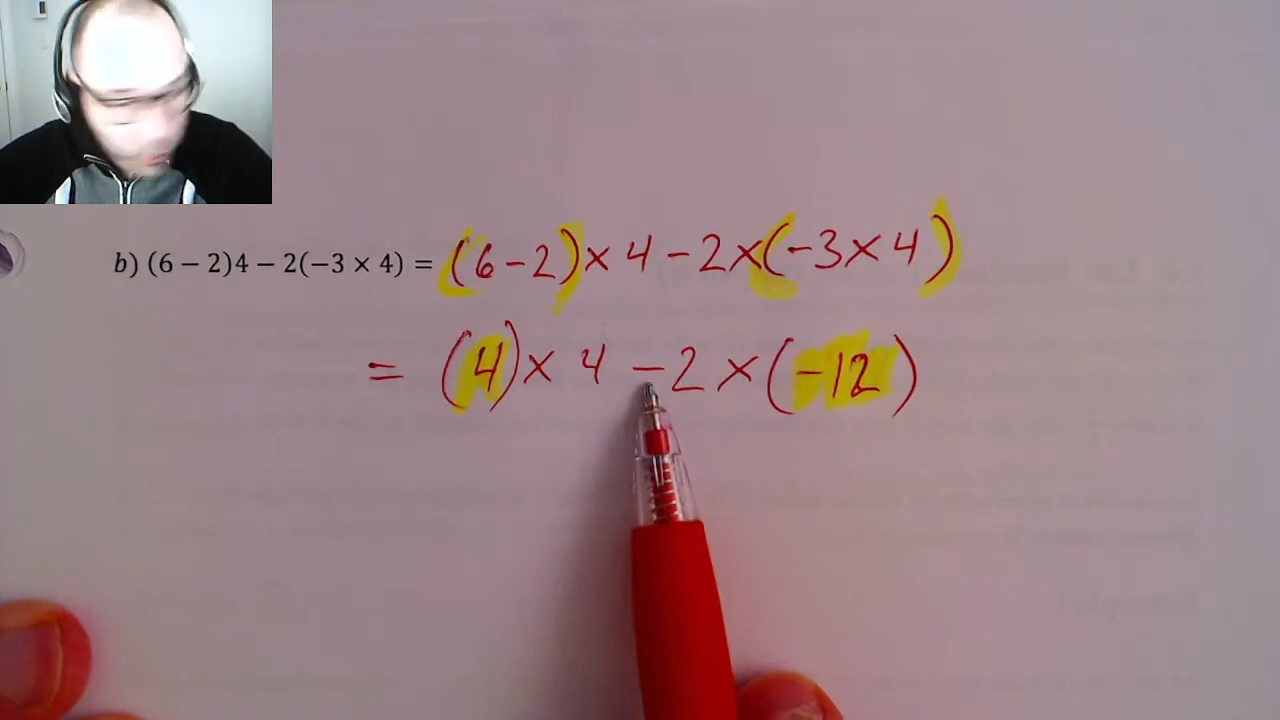 b) (6 − 2)4 − 2(−3 × 4) = (6-2)×4-2×(-3×4)
= (4)×4-2×(-12)